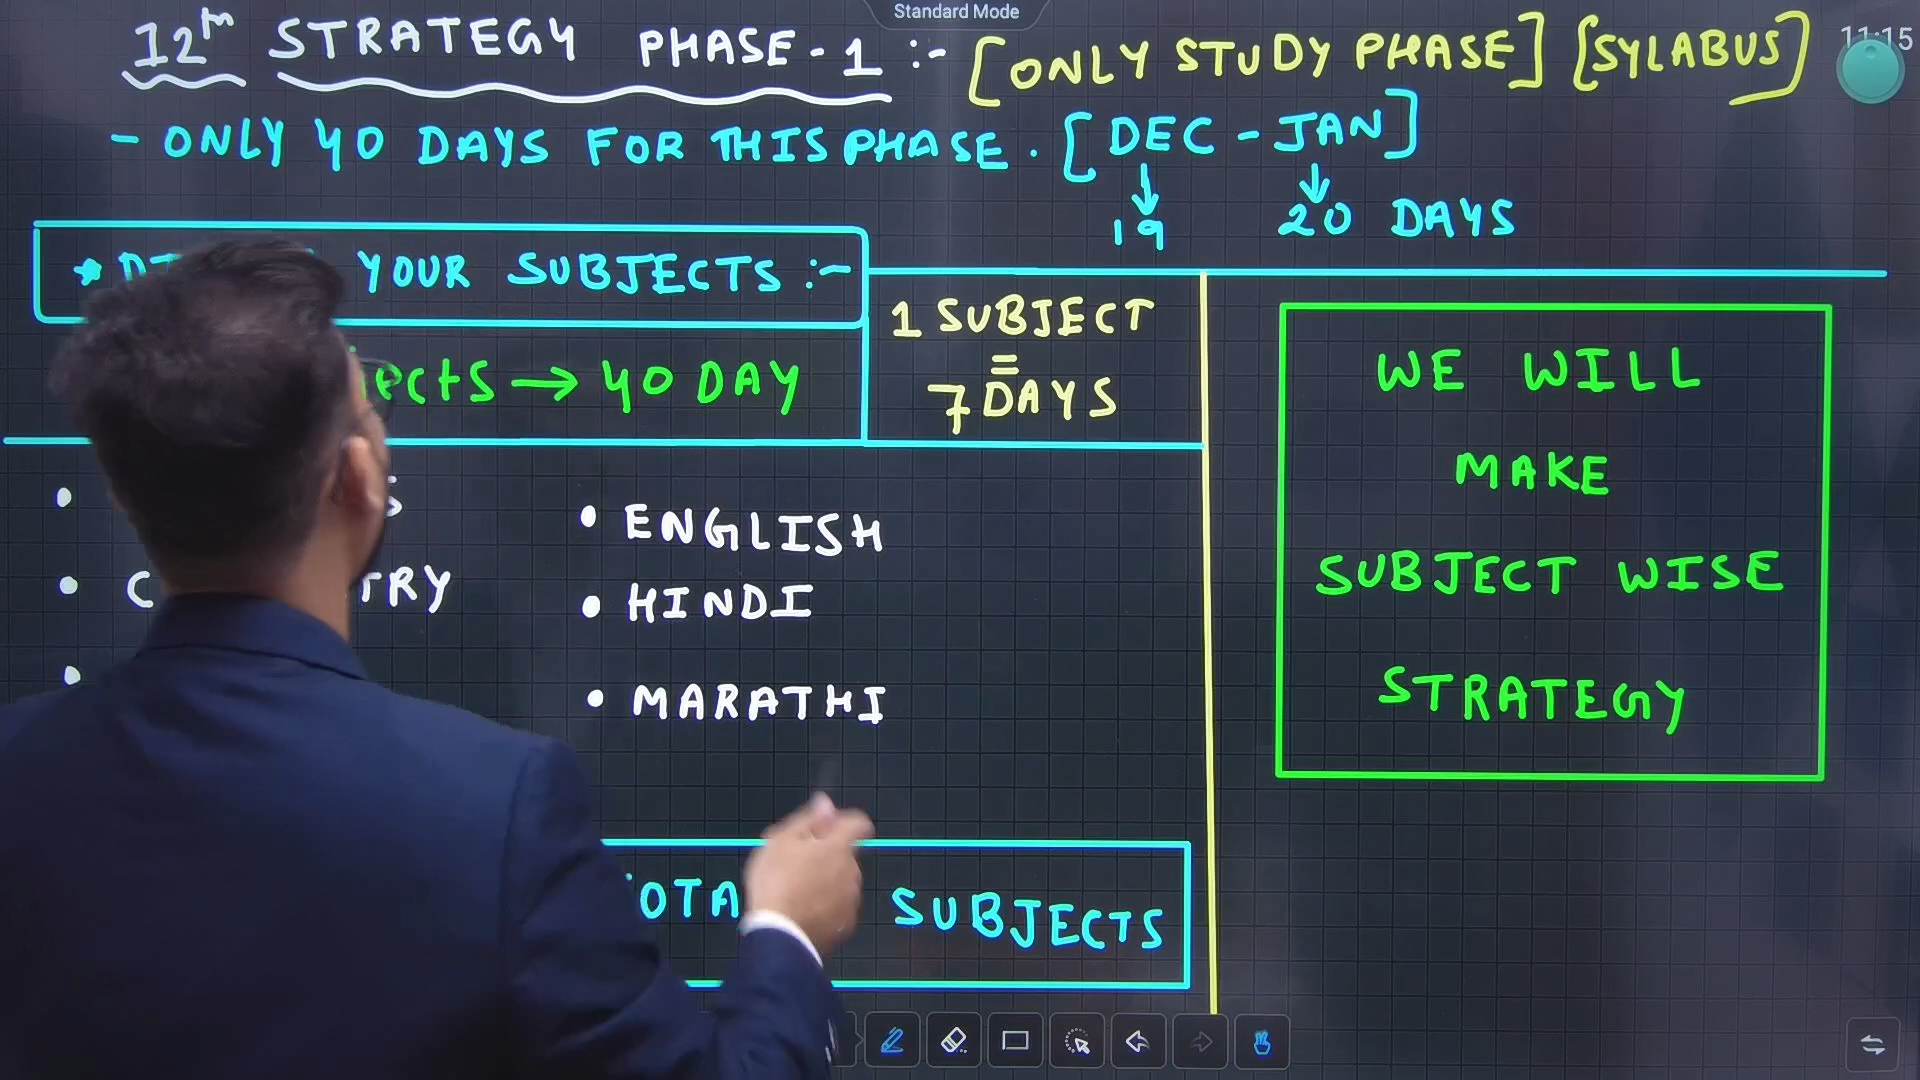 Standard Mode
11:15
12th STRATEGY PHASE-1 :- [ONLY STUDY PHASE] [SYLABUS]
- ONLY 40 DAYS FOR THIS PHASE. [DEC - JAN]
19 20 DAYS
YOUR SUBJECTS :-
→ 40 DAY
1 SUBJECT
=
7 DAYS
• ENGLISH
• HINDI
• MARATHI
SUBJECTS
WE WILL
MAKE
SUBJECT WISE
STRATEGY